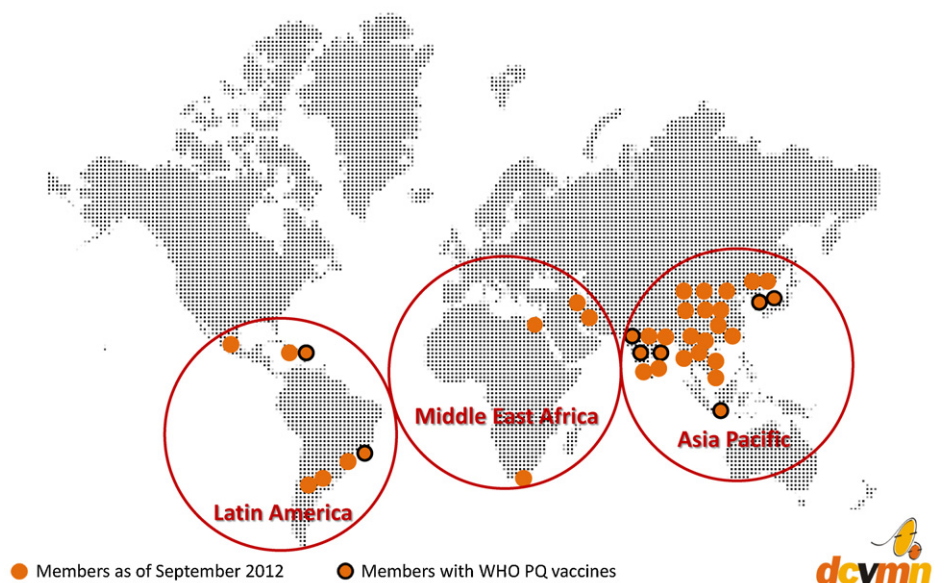 Middle East Africa
Asia Pacific
Latin America
Members as of September 2012
Members with WHO PQ vaccines
dcvmn